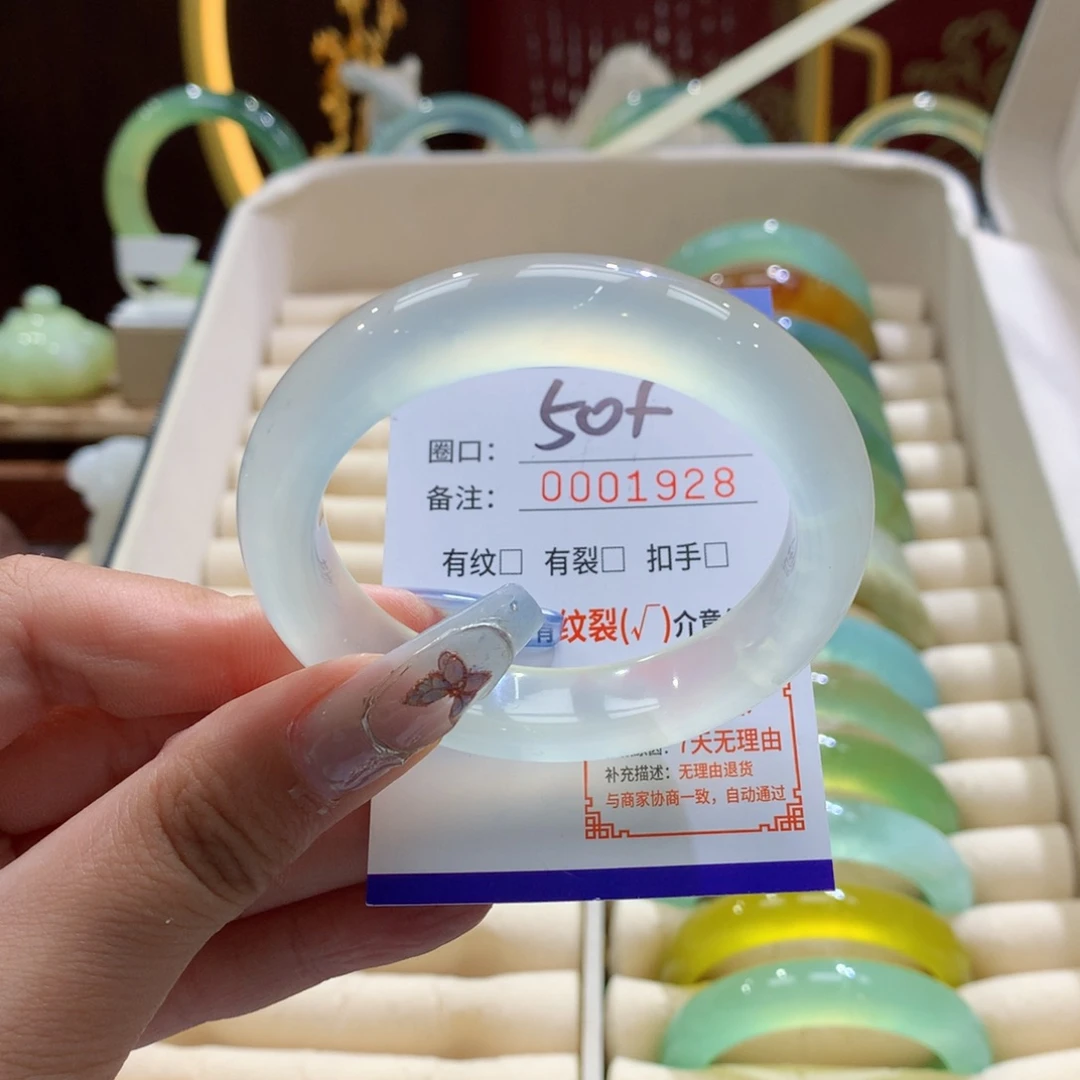 圈口： 50+
备注： 0001928
有纹□ 有裂□ 扣手□
纹裂(√)介意
7天无理由
补充描述：无理由退货
与商家协商一致，自动通过